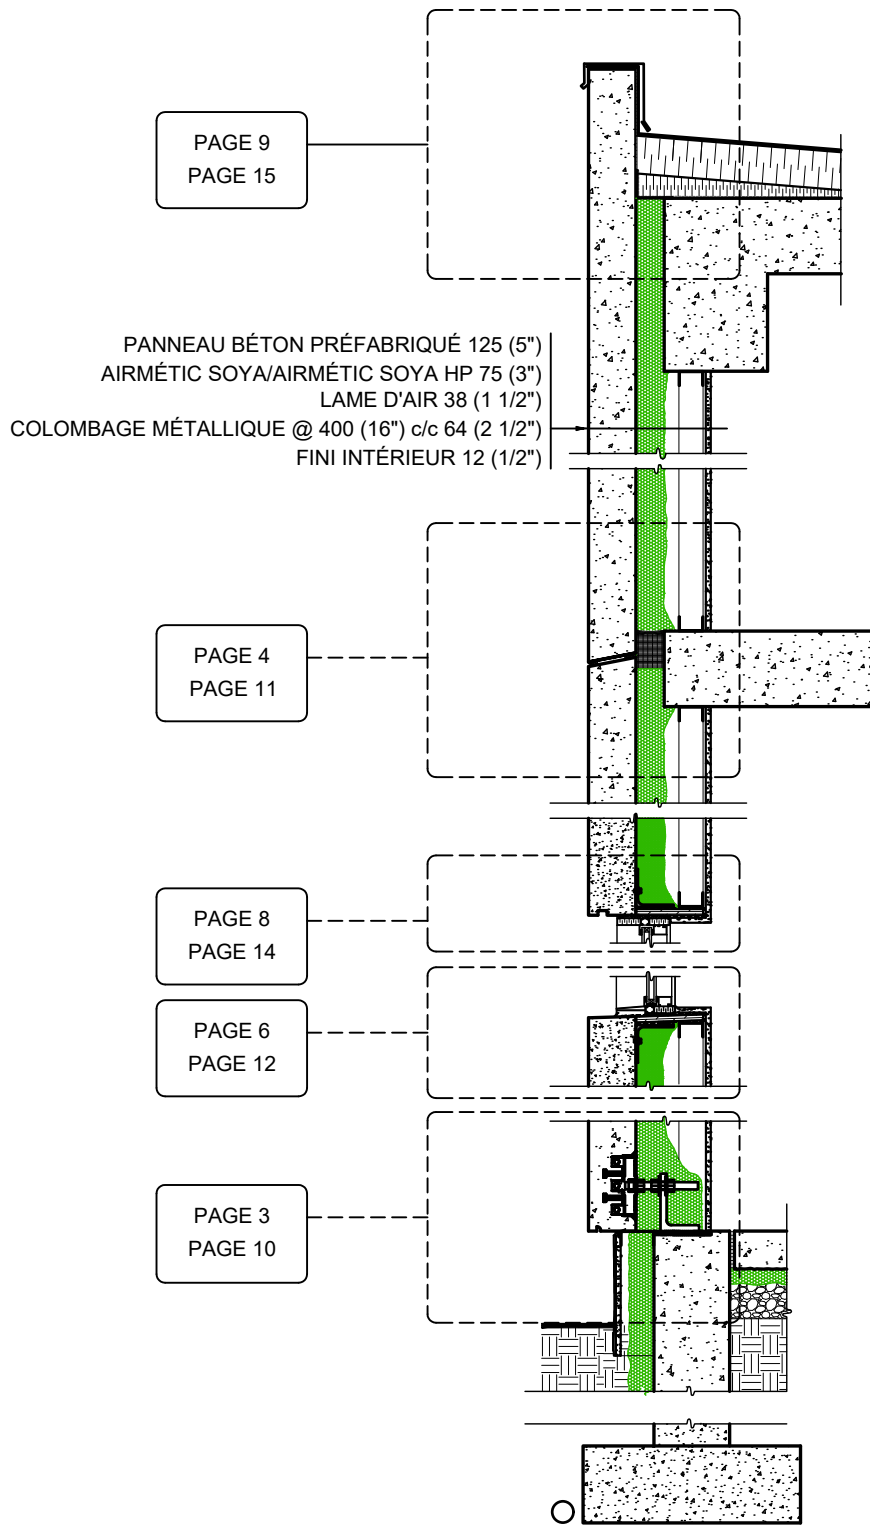 PAGE 9
PAGE 15
PANNEAU BÉTON PRÉFABRIQUÉ 125 (5")
AIRMÉTIC SOYA/AIRMÉTIC SOYA HP 75 (3")
LAME D'AIR 38 (1 1/2")
COLOMBAGE MÉTALLIQUE @ 400 (16") c/c 64 (2 1/2")
FINI INTÉRIEUR 12 (1/2")
PAGE 4
PAGE 11
PAGE 8
PAGE 14
PAGE 6
PAGE 12
PAGE 3
PAGE 10